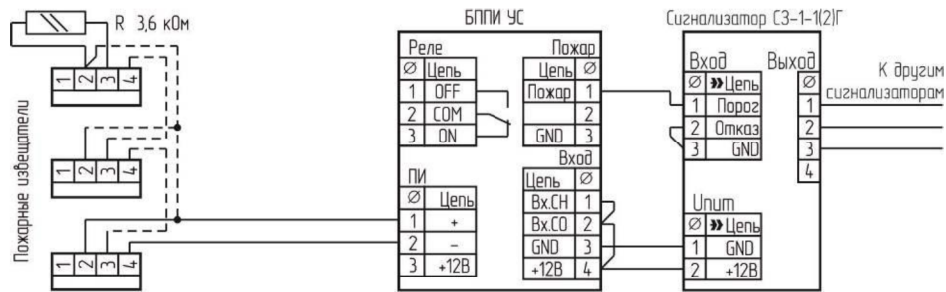 R 3,6 кОм
1 2 3 4
1 2 3 4
1 2 3 4
Пожарные извещатели
БППИ УС
Реле
Ø Цепь
1 OFF
2 COM
3 ON
ПИ
Ø Цепь
1 +
2 –
3 +12В
Пожар
Цепь Ø
Пожар 1
2
GND 3
Вход
Цепь Ø
Вх.СН 1
Вх.СО 2
GND 3
+12В 4
Сигнализатор СЗ-1-1(2)Г
Вход
Ø Цепь
1 Порог
2 Отказ
3 GND
Выход
Ø
1
2
3
4
Uпит
Ø Цепь
1 GND
2 +12В
К другим
сигнализаторам